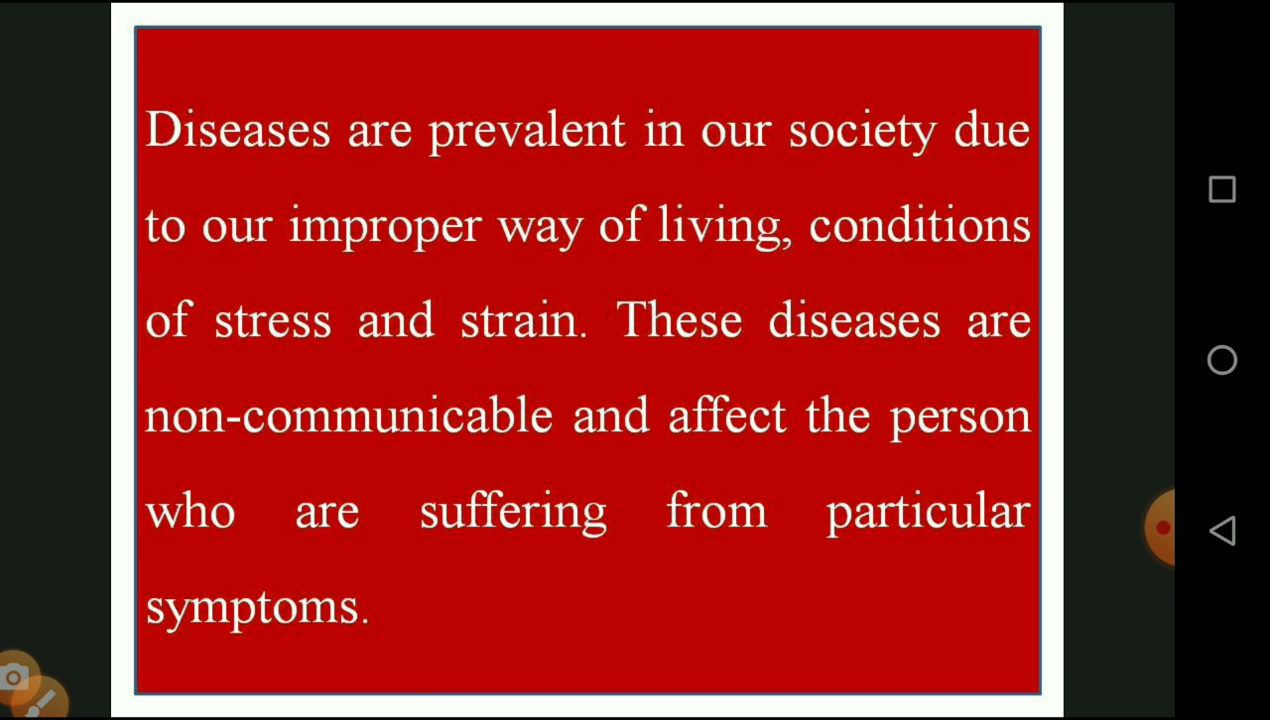 Diseases are prevalent in our society due
to our improper way of living, conditions
of stress and strain. These diseases are
non-communicable and affect the person
who are suffering from particular
symptoms.